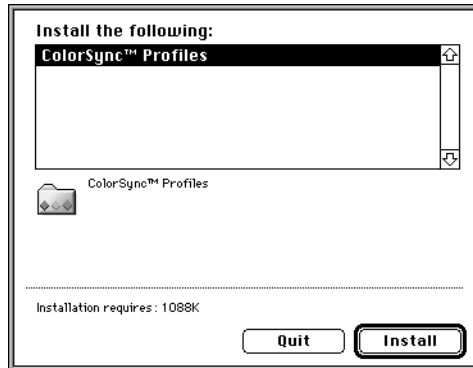 Install the following:
ColorSync™ Profiles
ColorSync™ Profiles
Installation requires: 1088K
Quit
Install